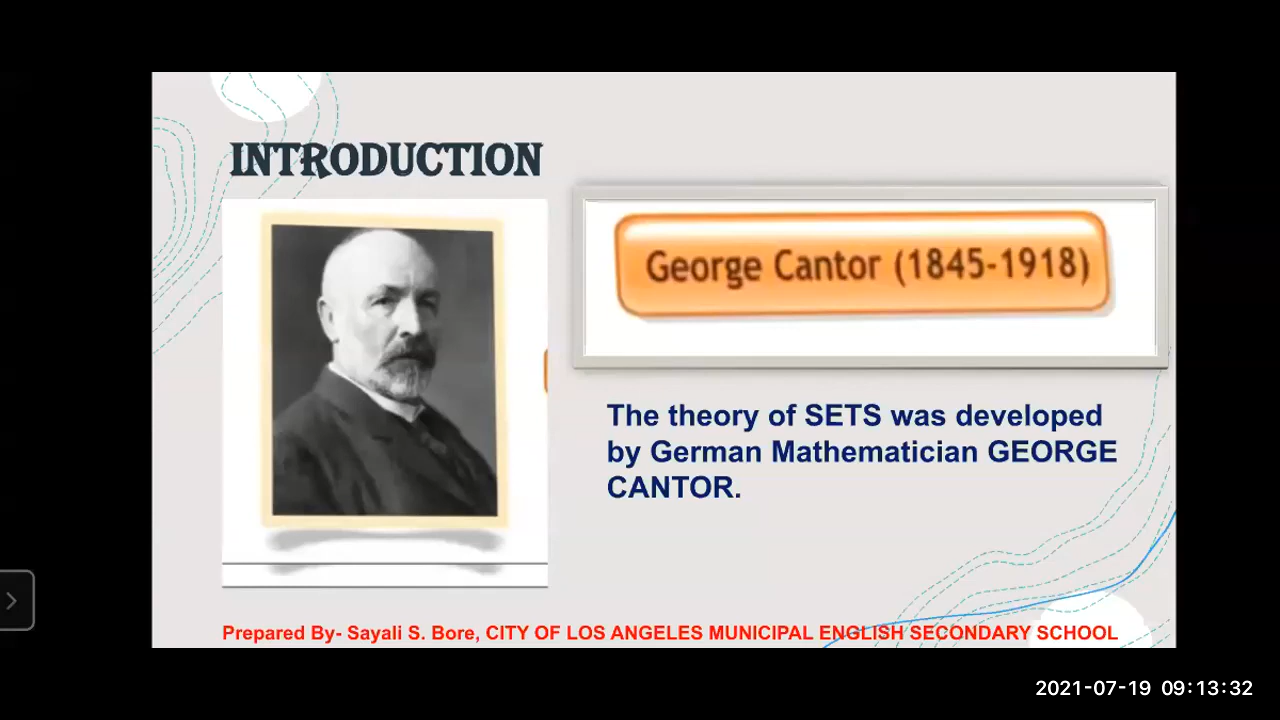 INTRODUCTION
George Cantor (1845-1918)
The theory of SETS was developed
by German Mathematician GEORGE
CANTOR.
Prepared By- Sayali S. Bore, CITY OF LOS ANGELES MUNICIPAL ENGLISH SECONDARY SCHOOL
2021-07-19 09:13:32